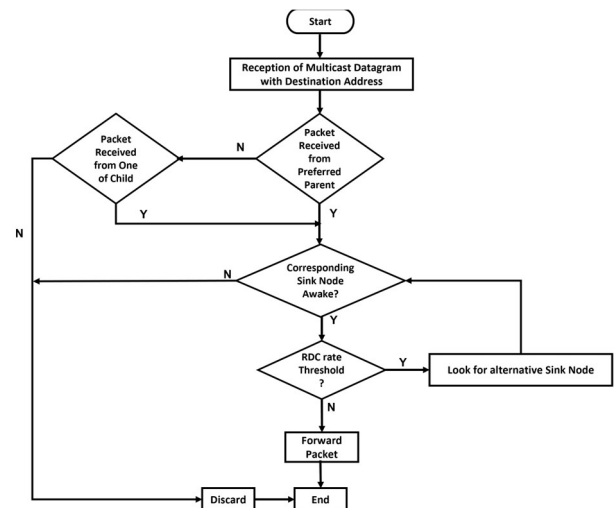 Start
Reception of Multicast Datagram
with Destination Address
Packet
Received
from One
of Child
N
Packet
Received
from
Preferred
Parent
N
Y
Y
Corresponding
Sink Node
Awake?
N
Y
RDC rate
Threshold
?
Y
Look for alternative Sink Node
N
Forward
Packet
Discard
End